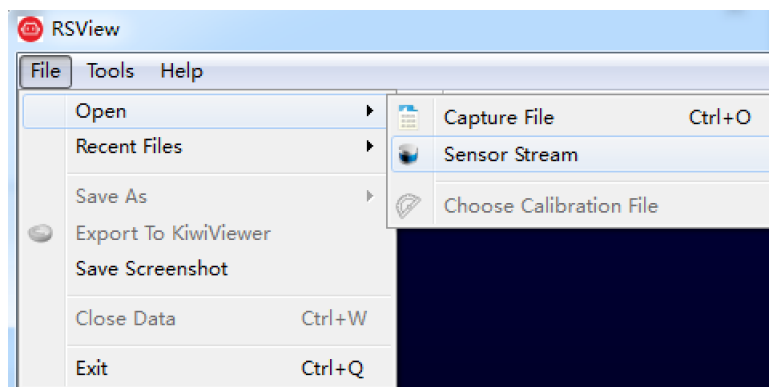 RSView
File Tools Help
Open
Recent Files
Save As
Export To KiwiViewer
Save Screenshot
Close Data Ctrl+W
Exit Ctrl+Q
Capture File Ctrl+O
Sensor Stream
Choose Calibration File